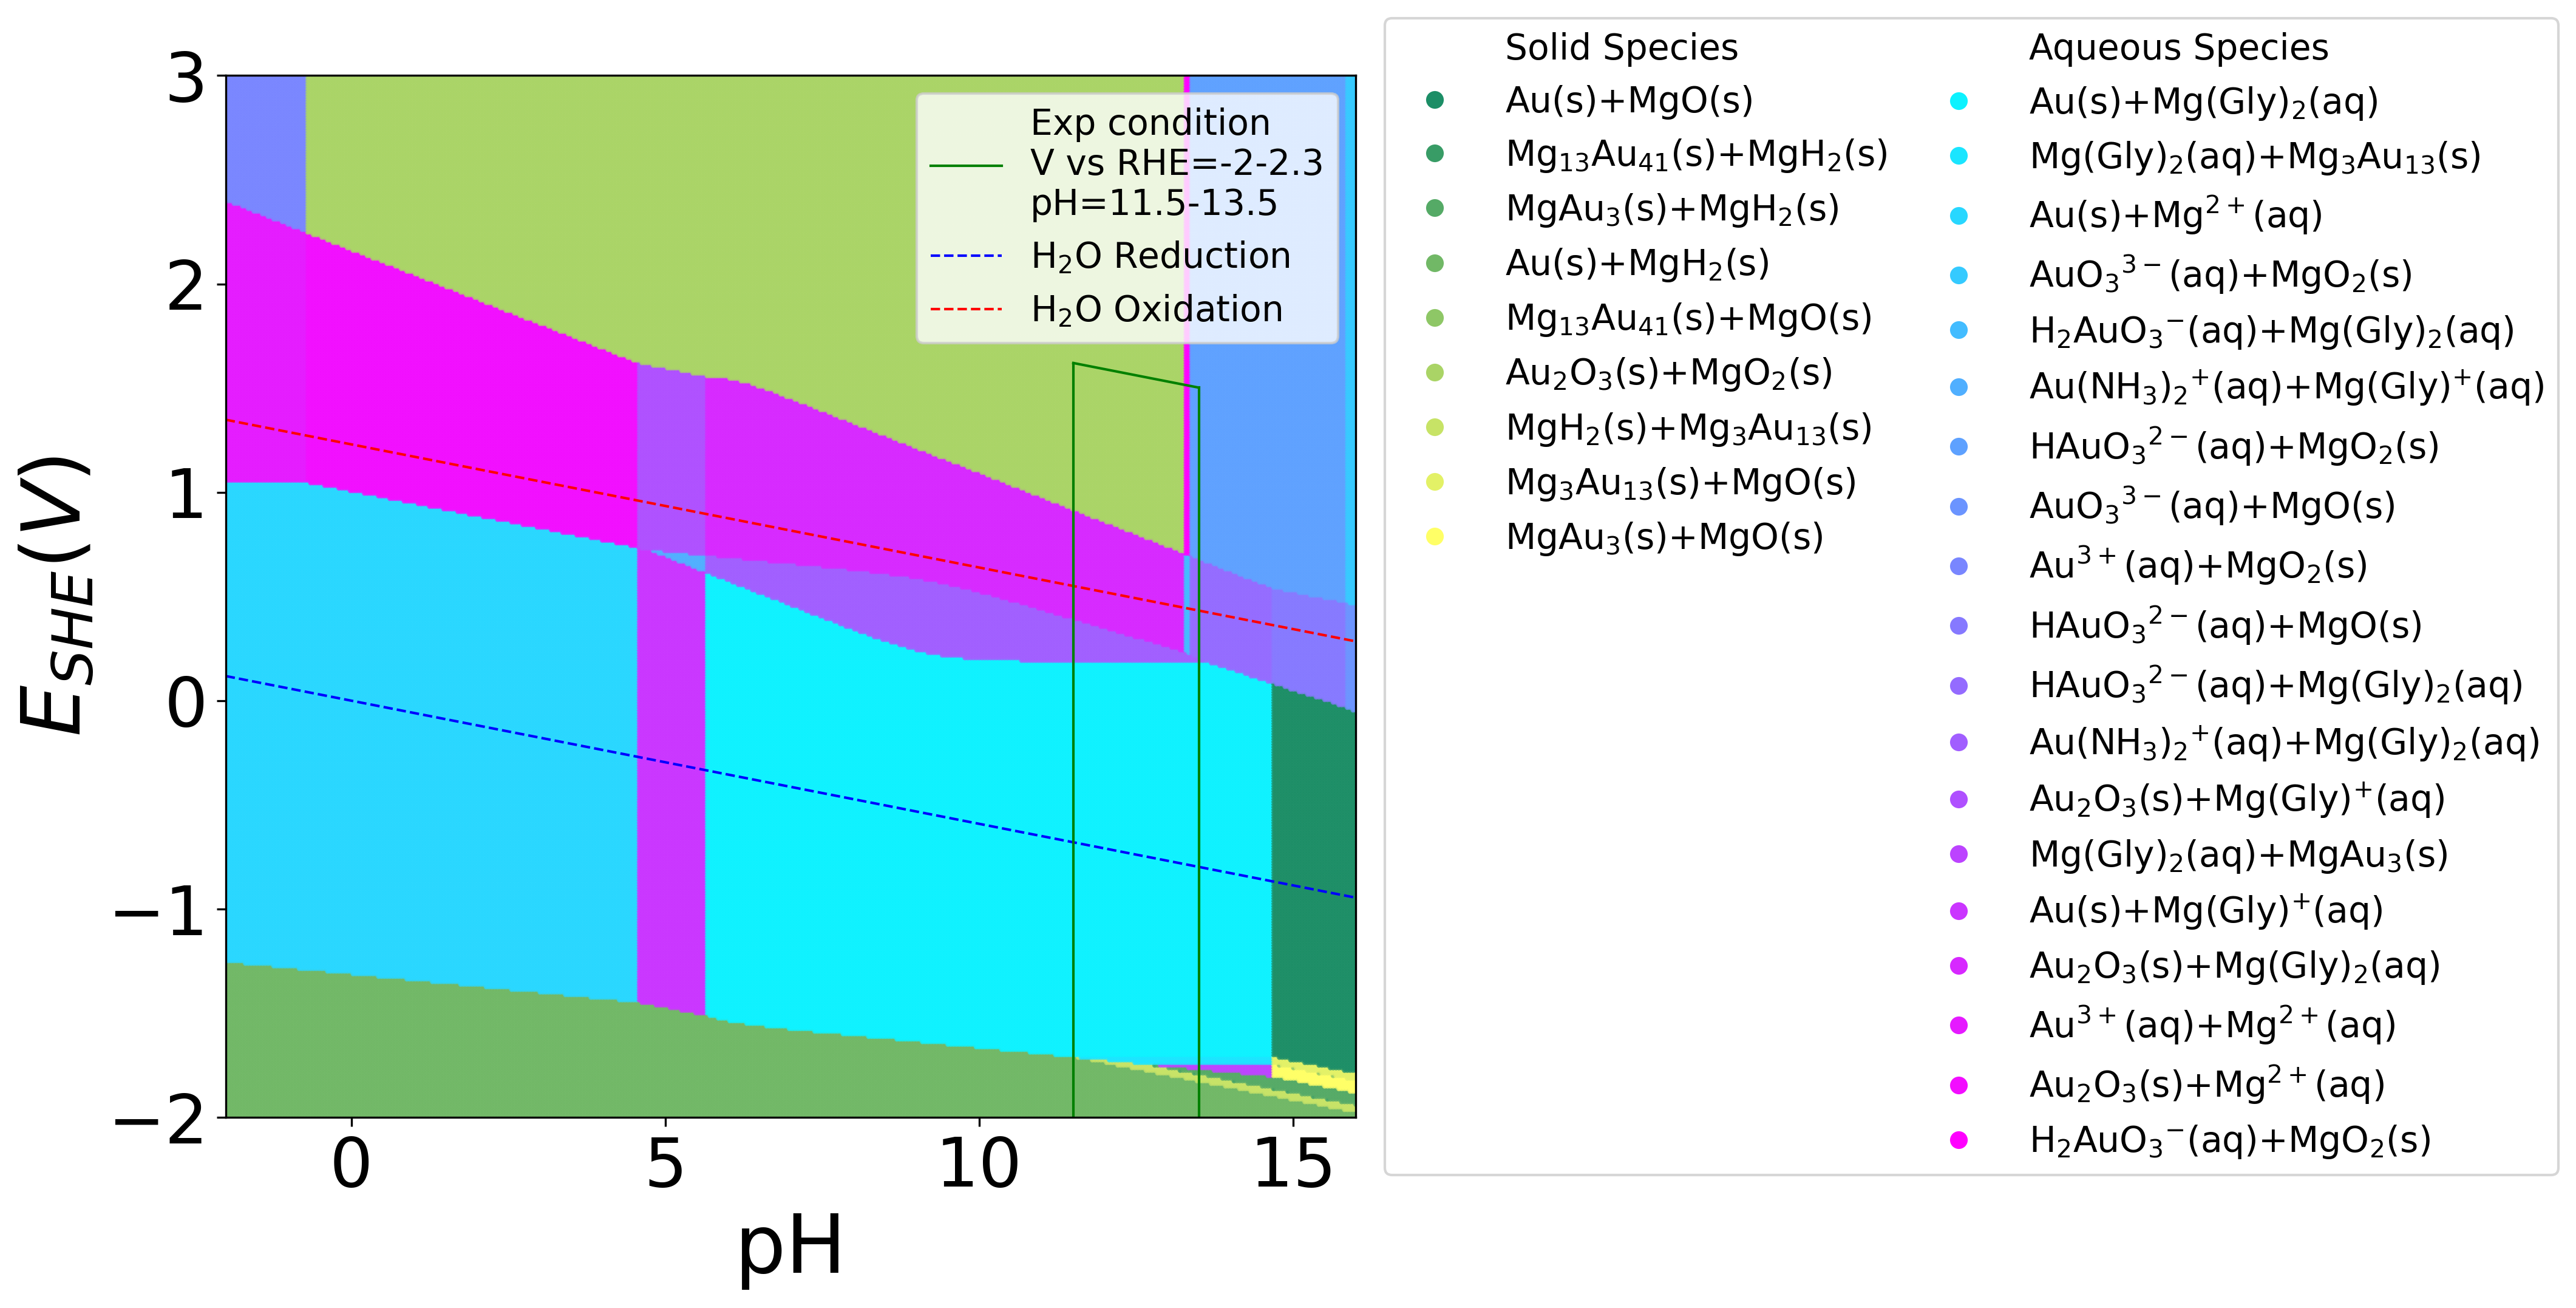 3
2
1
0
−1
−2
E_SHE(V)
0 5 10 15
pH
Exp condition
V vs RHE=-2-2.3
pH=11.5-13.5
H₂O Reduction
H₂O Oxidation
Solid Species
Au(s)+MgO(s)
Mg₁₃Au₄₁(s)+MgH₂(s)
MgAu₃(s)+MgH₂(s)
Au(s)+MgH₂(s)
Mg₁₃Au₄₁(s)+MgO(s)
Au₂O₃(s)+MgO₂(s)
MgH₂(s)+Mg₃Au₁₃(s)
Mg₃Au₁₃(s)+MgO(s)
MgAu₃(s)+MgO(s)
Aqueous Species
Au(s)+Mg(Gly)₂(aq)
Mg(Gly)₂(aq)+Mg₃Au₁₃(s)
Au(s)+Mg²⁺(aq)
AuO₃³⁻(aq)+MgO₂(s)
H₂AuO₃⁻(aq)+Mg(Gly)₂(aq)
Au(NH₃)₂⁺(aq)+Mg(Gly)⁺(aq)
HAuO₃²⁻(aq)+MgO₂(s)
AuO₃³⁻(aq)+MgO(s)
Au³⁺(aq)+MgO₂(s)
HAuO₃²⁻(aq)+MgO(s)
HAuO₃²⁻(aq)+Mg(Gly)₂(aq)
Au(NH₃)₂⁺(aq)+Mg(Gly)₂(aq)
Au₂O₃(s)+Mg(Gly)⁺(aq)
Mg(Gly)₂(aq)+MgAu₃(s)
Au(s)+Mg(Gly)⁺(aq)
Au₂O₃(s)+Mg(Gly)₂(aq)
Au³⁺(aq)+Mg²⁺(aq)
Au₂O₃(s)+Mg²⁺(aq)
H₂AuO₃⁻(aq)+MgO₂(s)